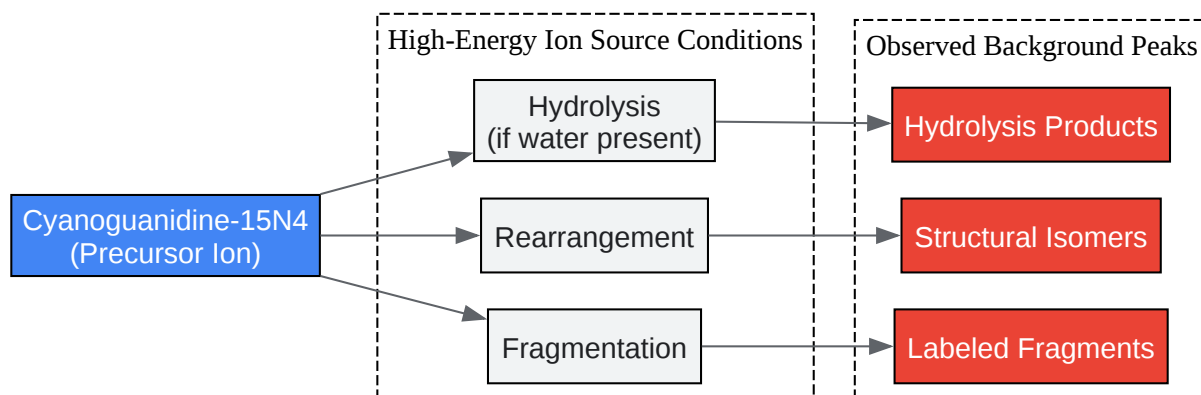 High-Energy Ion Source Conditions
Observed Background Peaks
Hydrolysis
(if water present)
Hydrolysis Products
Cyanoguanidine-15N4
(Precursor Ion)
Rearrangement
Structural Isomers
Fragmentation
Labeled Fragments